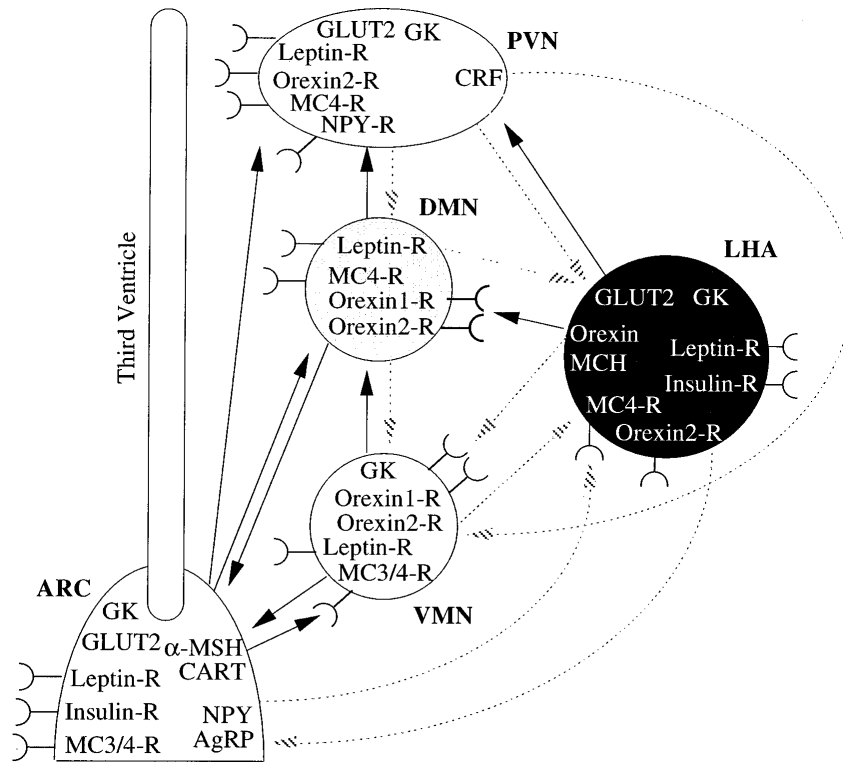 GLUT2 GK
PVN
Leptin-R
Orexin2-R
CRF
MC4-R
NPY-R
DMN
Leptin-R
MC4-R
Orexin1-R
Orexin2-R
LHA
GLUT2 GK
Orexin
MCH
Leptin-R
Insulin-R
MC4-R
Orexin2-R
Third Ventricle
GK
Orexin1-R
Orexin2-R
Leptin-R
MC3/4-R
VMN
ARC
GK
GLUT2
α-MSH
CART
Leptin-R
Insulin-R
NPY
MC3/4-R
AgRP